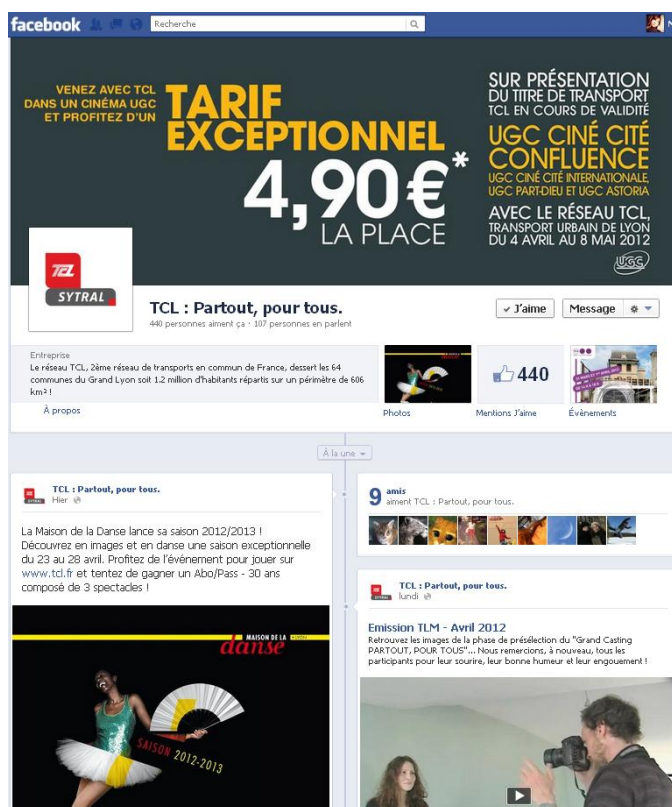 facebook
Recherche
VENEZ AVEC TCL
DANS UN CINÉMA UGC
ET PROFITEZ D'UN
TARIF
EXCEPTIONNEL
4,90€*
LA PLACE
SUR PRÉSENTATION
DU TITRE DE TRANSPORT
TCL EN COURS DE VALIDITÉ
UGC CINÉ CITÉ
CONFLUENCE
UGC CINÉ CITÉ INTERNATIONALE,
UGC PART-DIEU ET UGC ASTORIA
AVEC LE RÉSEAU TCL,
TRANSPORT URBAIN DE LYON
DU 4 AVRIL AU 8 MAI 2012
UGC
TCL
SYTRAL
TCL : Partout, pour tous.
440 personnes aiment ça · 107 personnes en parlent
J'aime
Message
Entreprise
Le réseau TCL, 2ème réseau de transports en commun de France, dessert les 64
communes du Grand Lyon soit 1.2 million d'habitants répartis sur un périmètre de 606
km² !
À propos
440
Photos
Mentions J'aime
Évènements
À la une
TCL : Partout, pour tous.
Hier
La Maison de la Danse lance sa saison 2012/2013 !
Découvrez en images et en danse une saison exceptionnelle
du 23 au 28 avril. Profitez de l'événement pour jouer sur
www.tcl.fr et tentez de gagner un Abo/Pass - 30 ans
composé de 3 spectacles !
MAISON DE LA
danse
SAISON 2012-2013
9 amis
aiment TCL : Partout, pour tous.
TCL : Partout, pour tous.
lundi
Emission TLM - Avril 2012
Retrouvez les images de la phase de présélection du "Grand Casting
PARTOUT, POUR TOUS"... Nous remercions, à nouveau, tous les
participants pour leur sourire, leur bonne humeur et leur engouement !